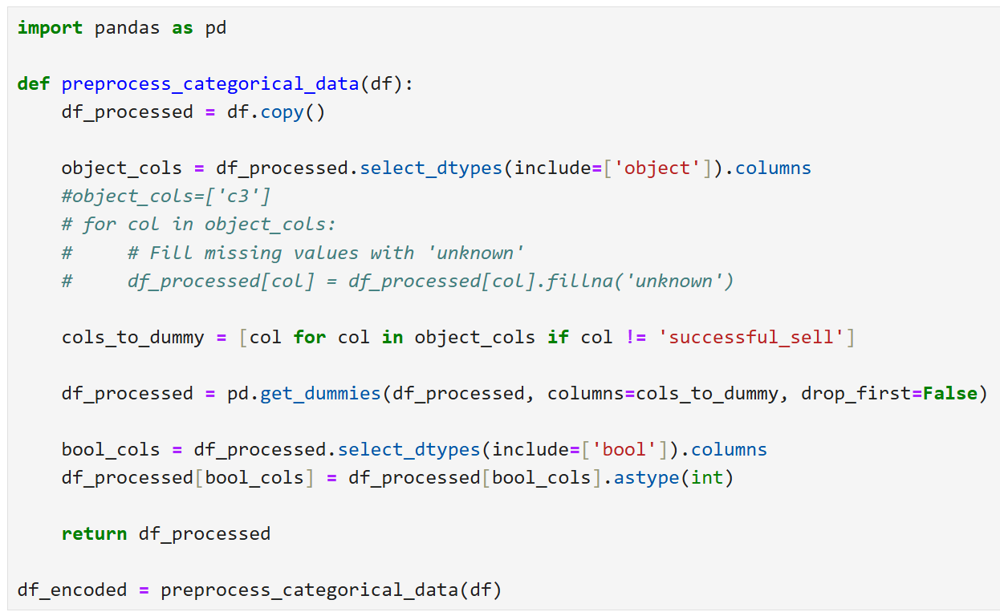 import pandas as pd
def preprocess_categorical_data(df):
    df_processed = df.copy()
    object_cols = df_processed.select_dtypes(include=['object']).columns
    #object_cols=['c3']
    # for col in object_cols:
    #     # Fill missing values with 'unknown'
    #     df_processed[col] = df_processed[col].fillna('unknown')
    cols_to_dummy = [col for col in object_cols if col != 'successful_sell']
    df_processed = pd.get_dummies(df_processed, columns=cols_to_dummy, drop_first=False)
    bool_cols = df_processed.select_dtypes(include=['bool']).columns
    df_processed[bool_cols] = df_processed[bool_cols].astype(int)
    return df_processed
df_encoded = preprocess_categorical_data(df)